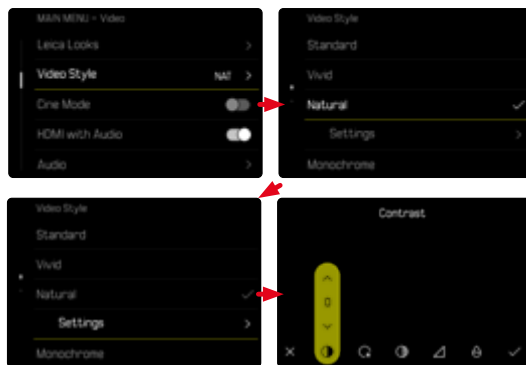 MAIN MENU - Video
Leica Looks
Video Style NAT
Cine Mode
HDMI with Audio
Audio
Video Style
Standard
Vivid
Natural
Settings
Monochrome
Video Style
Standard
Vivid
Natural
Settings
Monochrome
Contrast
0